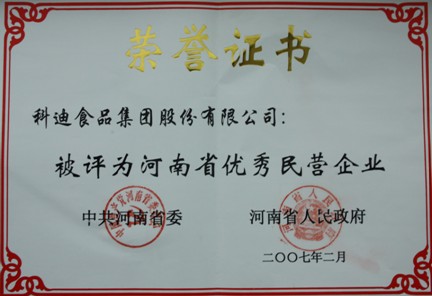 荣誉证书
科迪食品集团股份有限公司：
被评为河南省优秀民营企业
中共河南省委 河南省人民政府
二〇〇七年二月